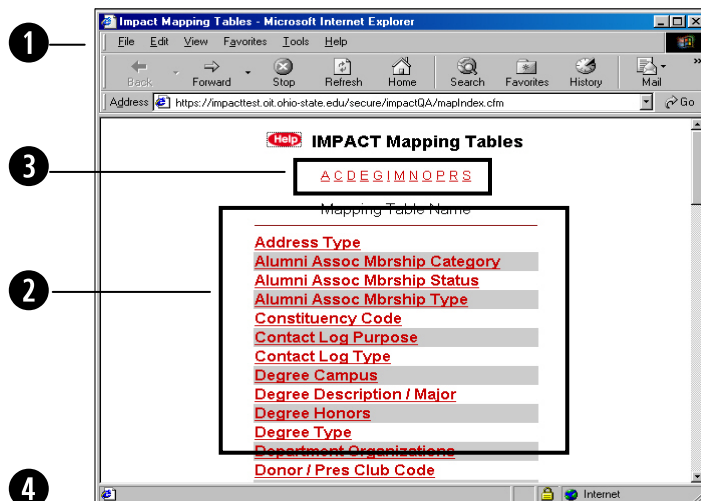 Impact Mapping Tables - Microsoft Internet Explorer
1
File Edit View Favorites Tools Help
Back Forward Stop Refresh Home Search Favorites History Mail »
Address https://impacttest.oit.ohio-state.edu/secure/impactQA/mapIndex.cfm Go
Help IMPACT Mapping Tables
3
A C D E G I M N O P R S
Mapping Table Name
Address Type
Alumni Assoc Mbrship Category
Alumni Assoc Mbrship Status
2
Alumni Assoc Mbrship Type
Constituency Code
Contact Log Purpose
Contact Log Type
Degree Campus
Degree Description / Major
Degree Honors
Degree Type
Department Organizations
Donor / Pres Club Code
4
Internet